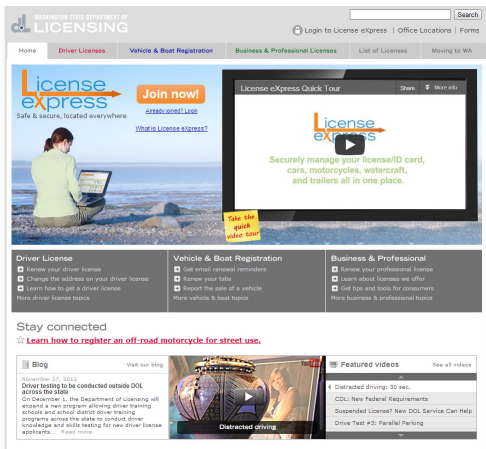 WASHINGTON STATE DEPARTMENT OF
LICENSING
Search
Login to License eXpress | Office Locations | Forms
Home
Driver Licenses
Vehicle & Boat Registration
Business & Professional Licenses
List of Licenses
Moving to WA
License
eXpress
Safe & secure, located everywhere
Join now!
Already joined? Login
What is License eXpress?
License eXpress Quick Tour
Share
More info
License
eXpress
Securely manage your license/ID card,
cars, motorcycles, watercraft,
and trailers all in one place.
Take the
quick
video tour
Driver License
Renew your driver license
Change the address on your driver license
Learn how to get a driver license
More driver license topics
Vehicle & Boat Registration
Get email renewal reminders
Renew your tabs
Report the sale of a vehicle
More vehicle & boat topics
Business & Professional
Renew your professional license
Learn about licenses we offer
Get tips and tools for consumers
More business & professional topics
Stay connected
Learn how to register an off-road motorcycle for street use.
Blog
Visit our blog
November 27, 2012
Driver testing to be conducted outside DOL
across the state
On December 1, the Department of Licensing will
expand a new program allowing driver training
schools and school district driver training
programs across the state to conduct driver
knowledge and skills testing for new driver license
applicants... Read more
Distracted driving
Featured videos
See all videos
Distracted driving: 30 sec.
CDL: New Federal Requirements
Suspended License? New DOL Service Can Help
Drive Test #3: Parallel Parking